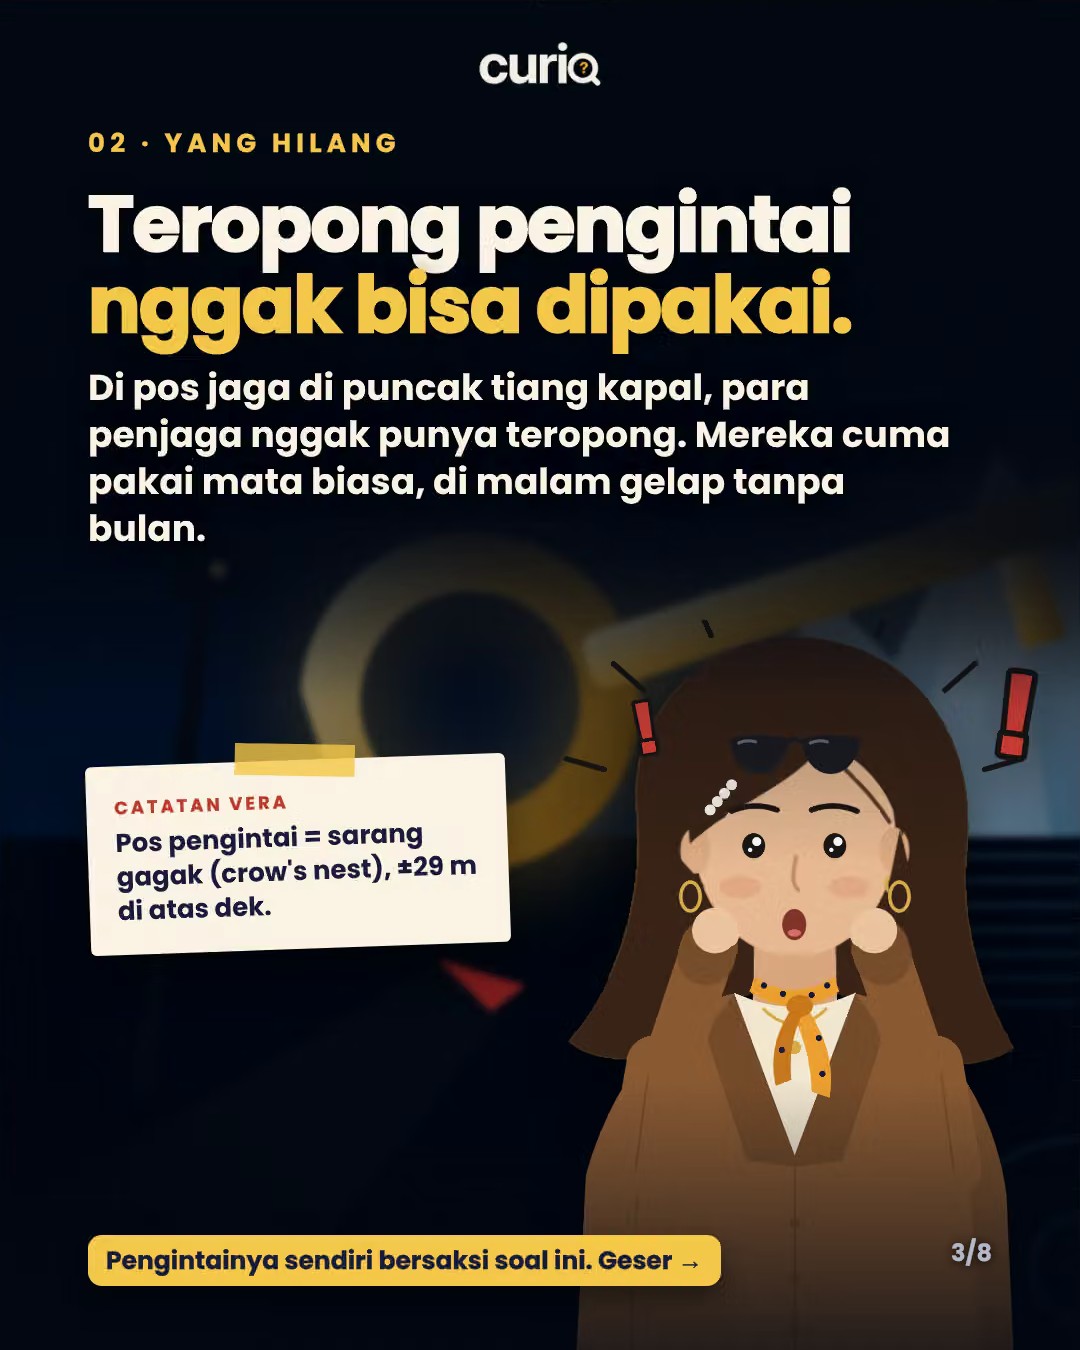 curiq
02 · YANG HILANG
Teropong pengintai
nggak bisa dipakai.
Di pos jaga di puncak tiang kapal, para
penjaga nggak punya teropong. Mereka cuma
pakai mata biasa, di malam gelap tanpa
bulan.
CATATAN VERA
Pos pengintai = sarang
gagak (crow's nest), ±29 m
di atas dek.
Pengintainya sendiri bersaksi soal ini. Geser →
3/8